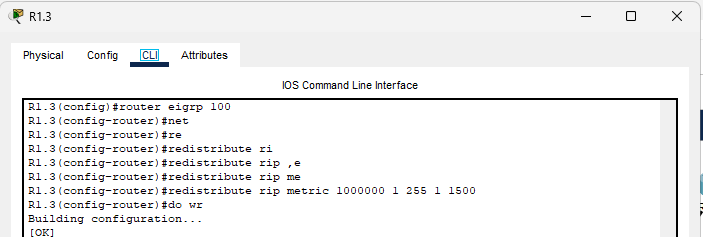 R1.3
Physical Config CLI Attributes
IOS Command Line Interface
R1.3(config)#router eigrp 100
R1.3(config-router)#net
R1.3(config-router)#re
R1.3(config-router)#redistribute ri
R1.3(config-router)#redistribute rip ,e
R1.3(config-router)#redistribute rip me
R1.3(config-router)#redistribute rip metric 1000000 1 255 1 1500
R1.3(config-router)#do wr
Building configuration...
[OK]